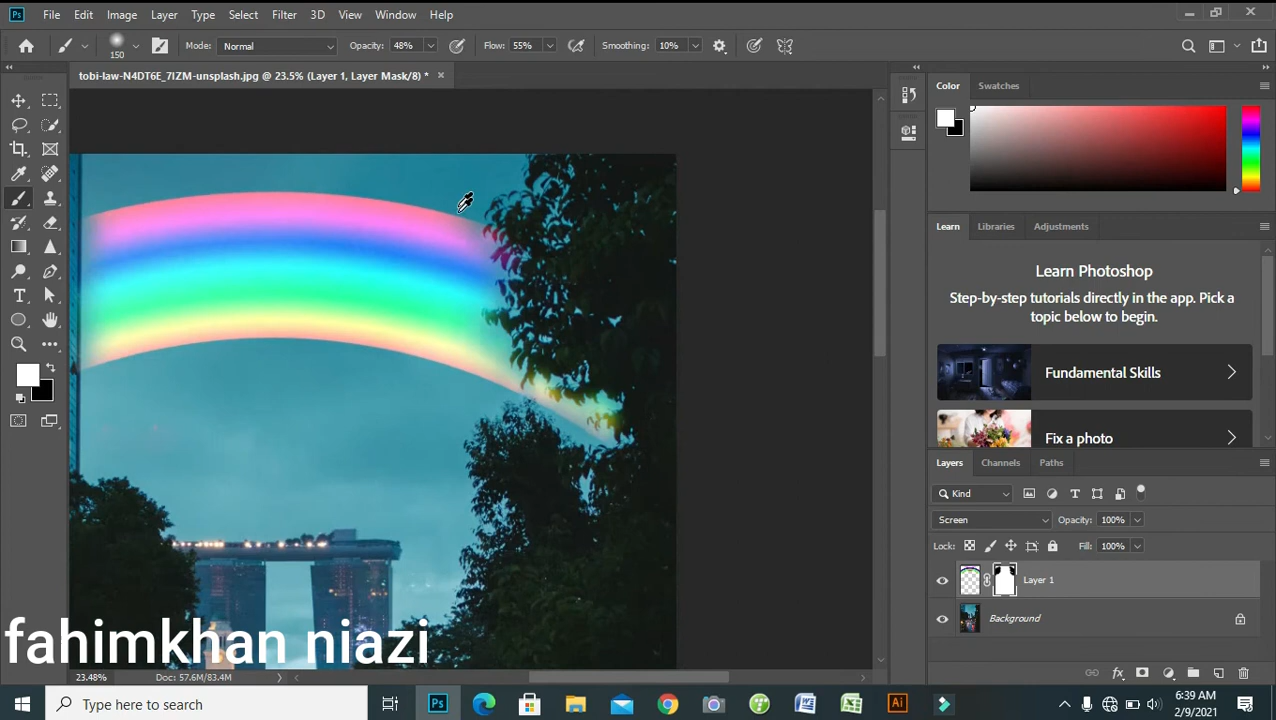 Ps File Edit Image Layer Type Select Filter 3D View Window Help
150 Mode: Normal Opacity: 48% Flow: 55% Smoothing: 10%
tobi-law-N4DT6E_7IZM-unsplash.jpg @ 23.5% (Layer 1, Layer Mask/8) *
Color Swatches
Learn Libraries Adjustments
Learn Photoshop
Step-by-step tutorials directly in the app. Pick a
topic below to begin.
Fundamental Skills
Fix a photo
Layers Channels Paths
Kind
Screen Opacity: 100%
Lock: Fill: 100%
Layer 1
Background
fahimkhan niazi
23.48% Doc: 57.6M/83.4M
Type here to search
Ps
Ai
6:39 AM
2/9/2021